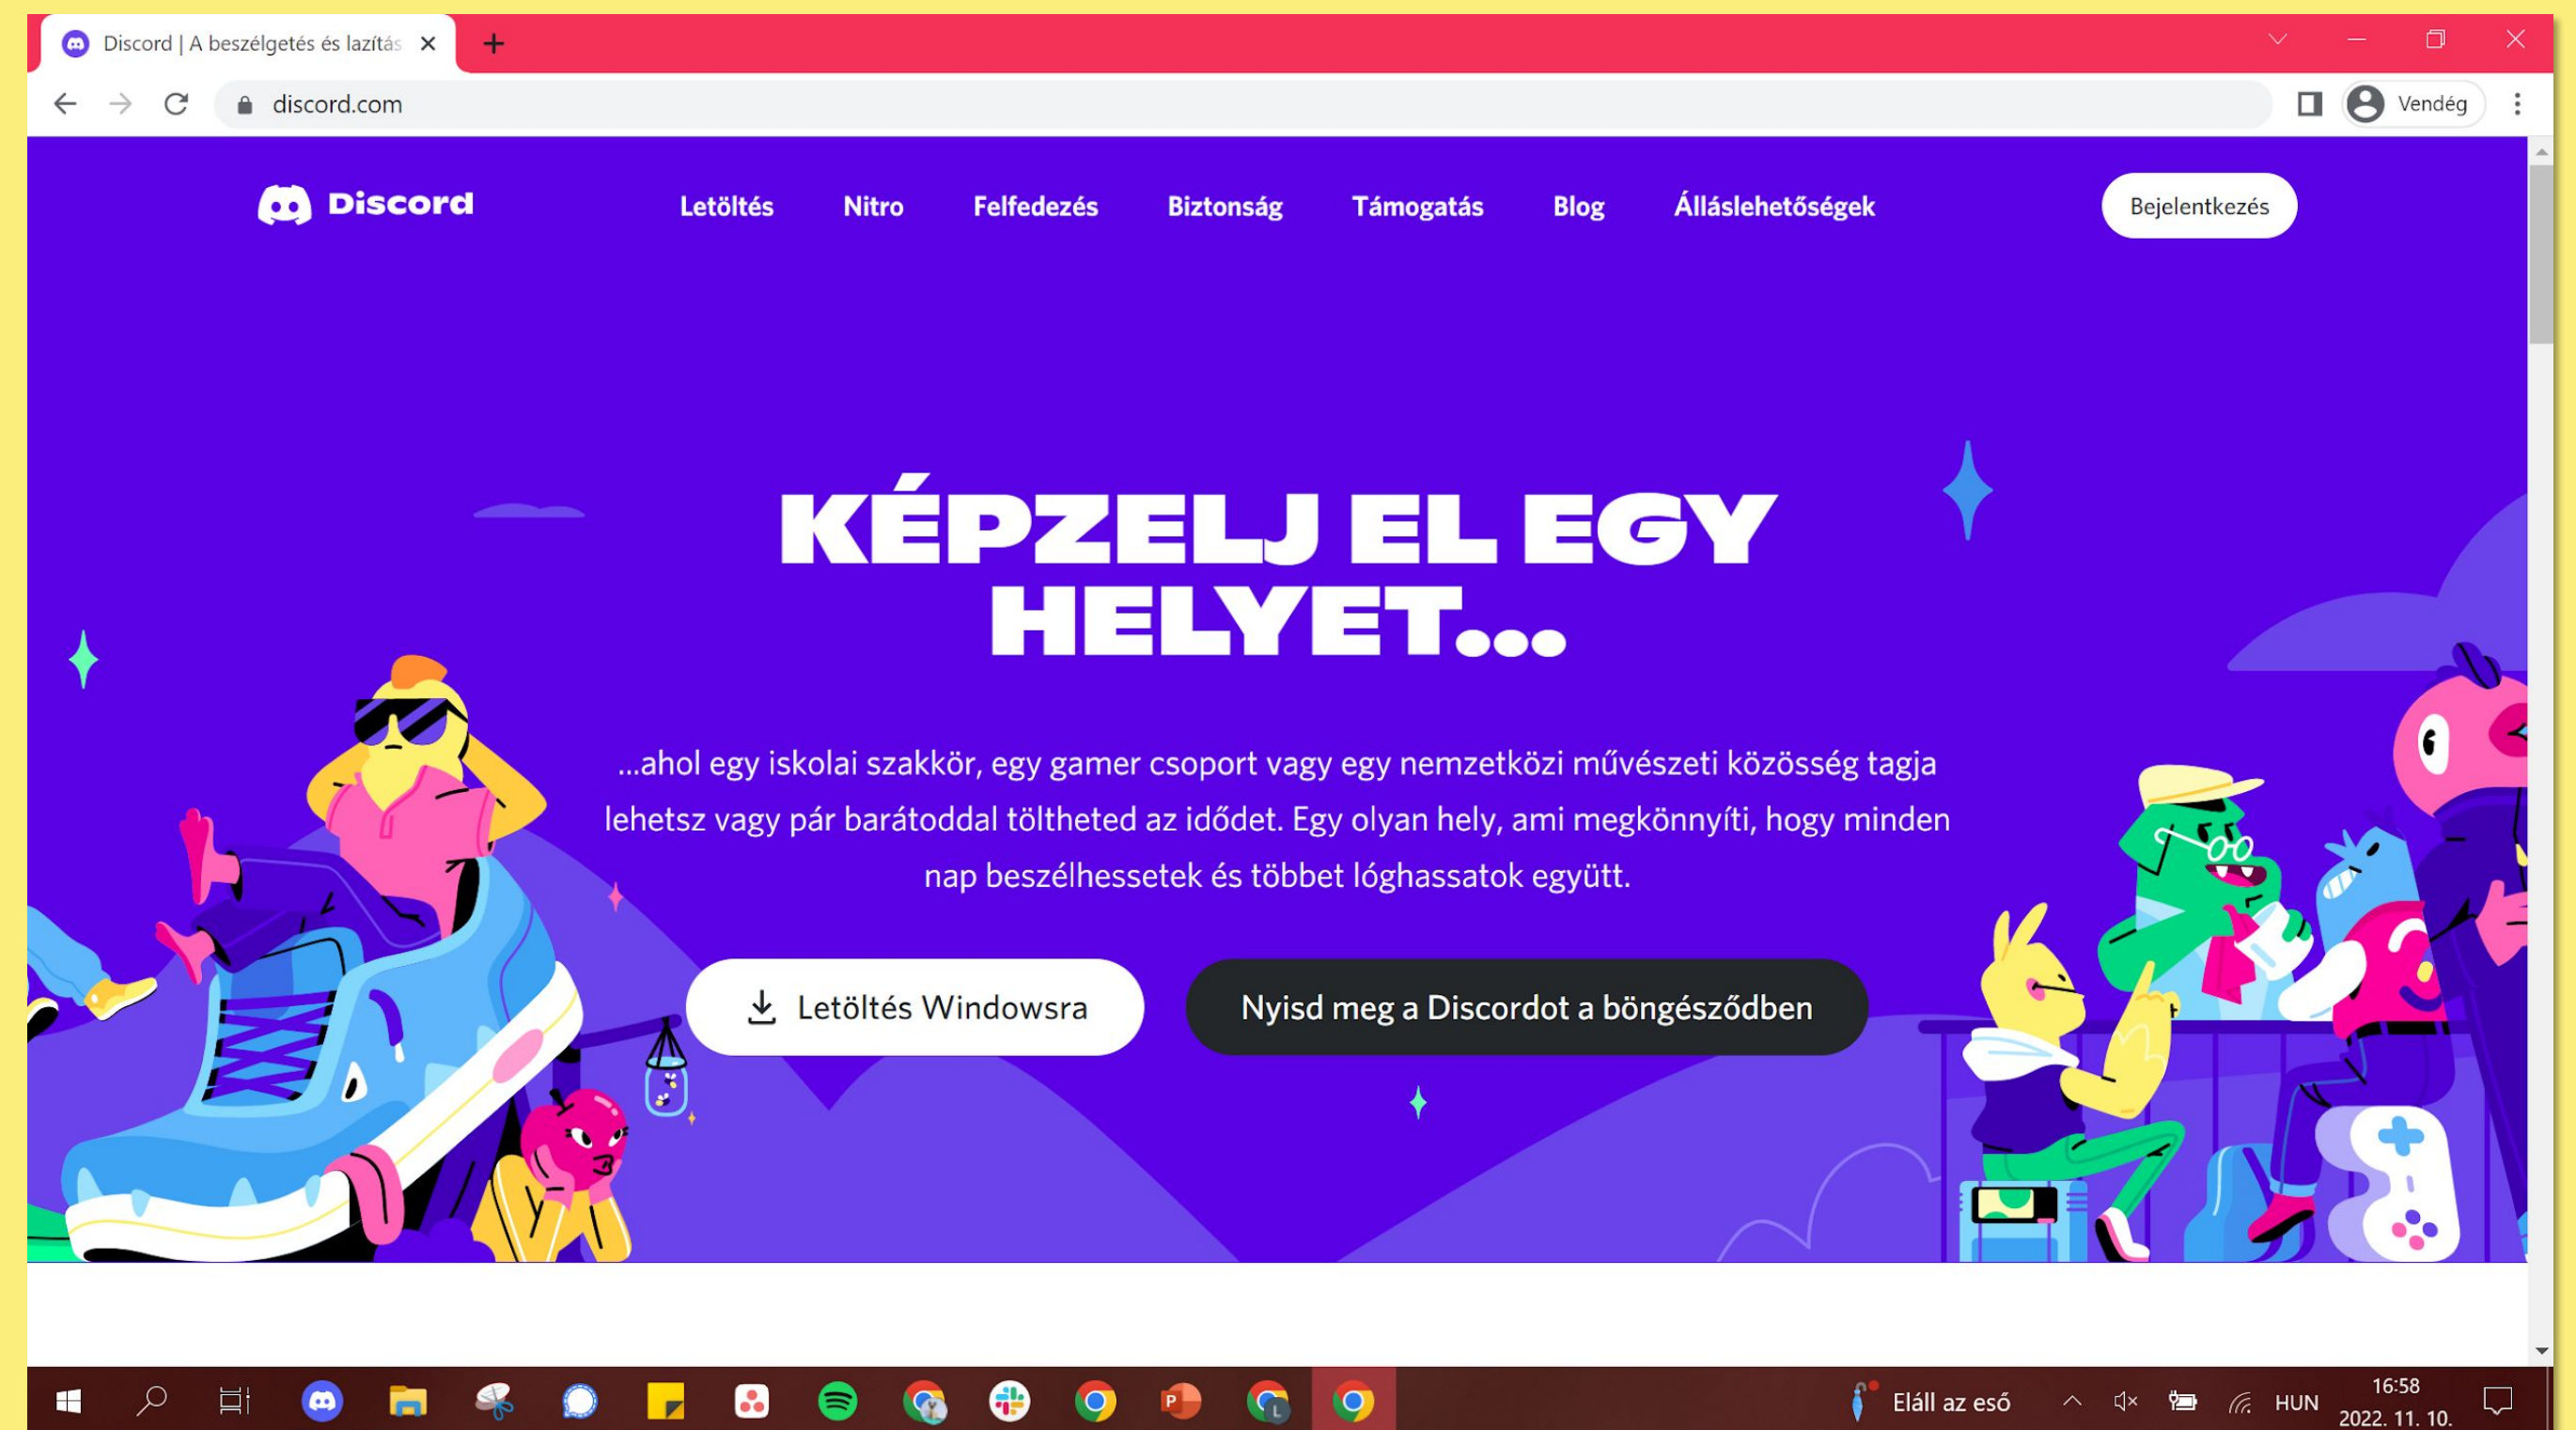 Discord | A beszélgetés és lazítás
discord.com
Vendég
Discord
Letöltés
Nitro
Felfedezés
Biztonság
Támogatás
Blog
Álláslehetőségek
Bejelentkezés
KÉPZELJ EL EGY
HELYET...
...ahol egy iskolai szakkör, egy gamer csoport vagy egy nemzetközi művészeti közösség tagja
lehetsz vagy pár barátoddal töltheted az idődet. Egy olyan hely, ami megkönnyíti, hogy minden
nap beszélhessetek és többet lóghassatok együtt.
Letöltés Windowsra
Nyisd meg a Discordot a böngésződben
P
L
Eláll az eső
HUN
16:58
2022. 11. 10.